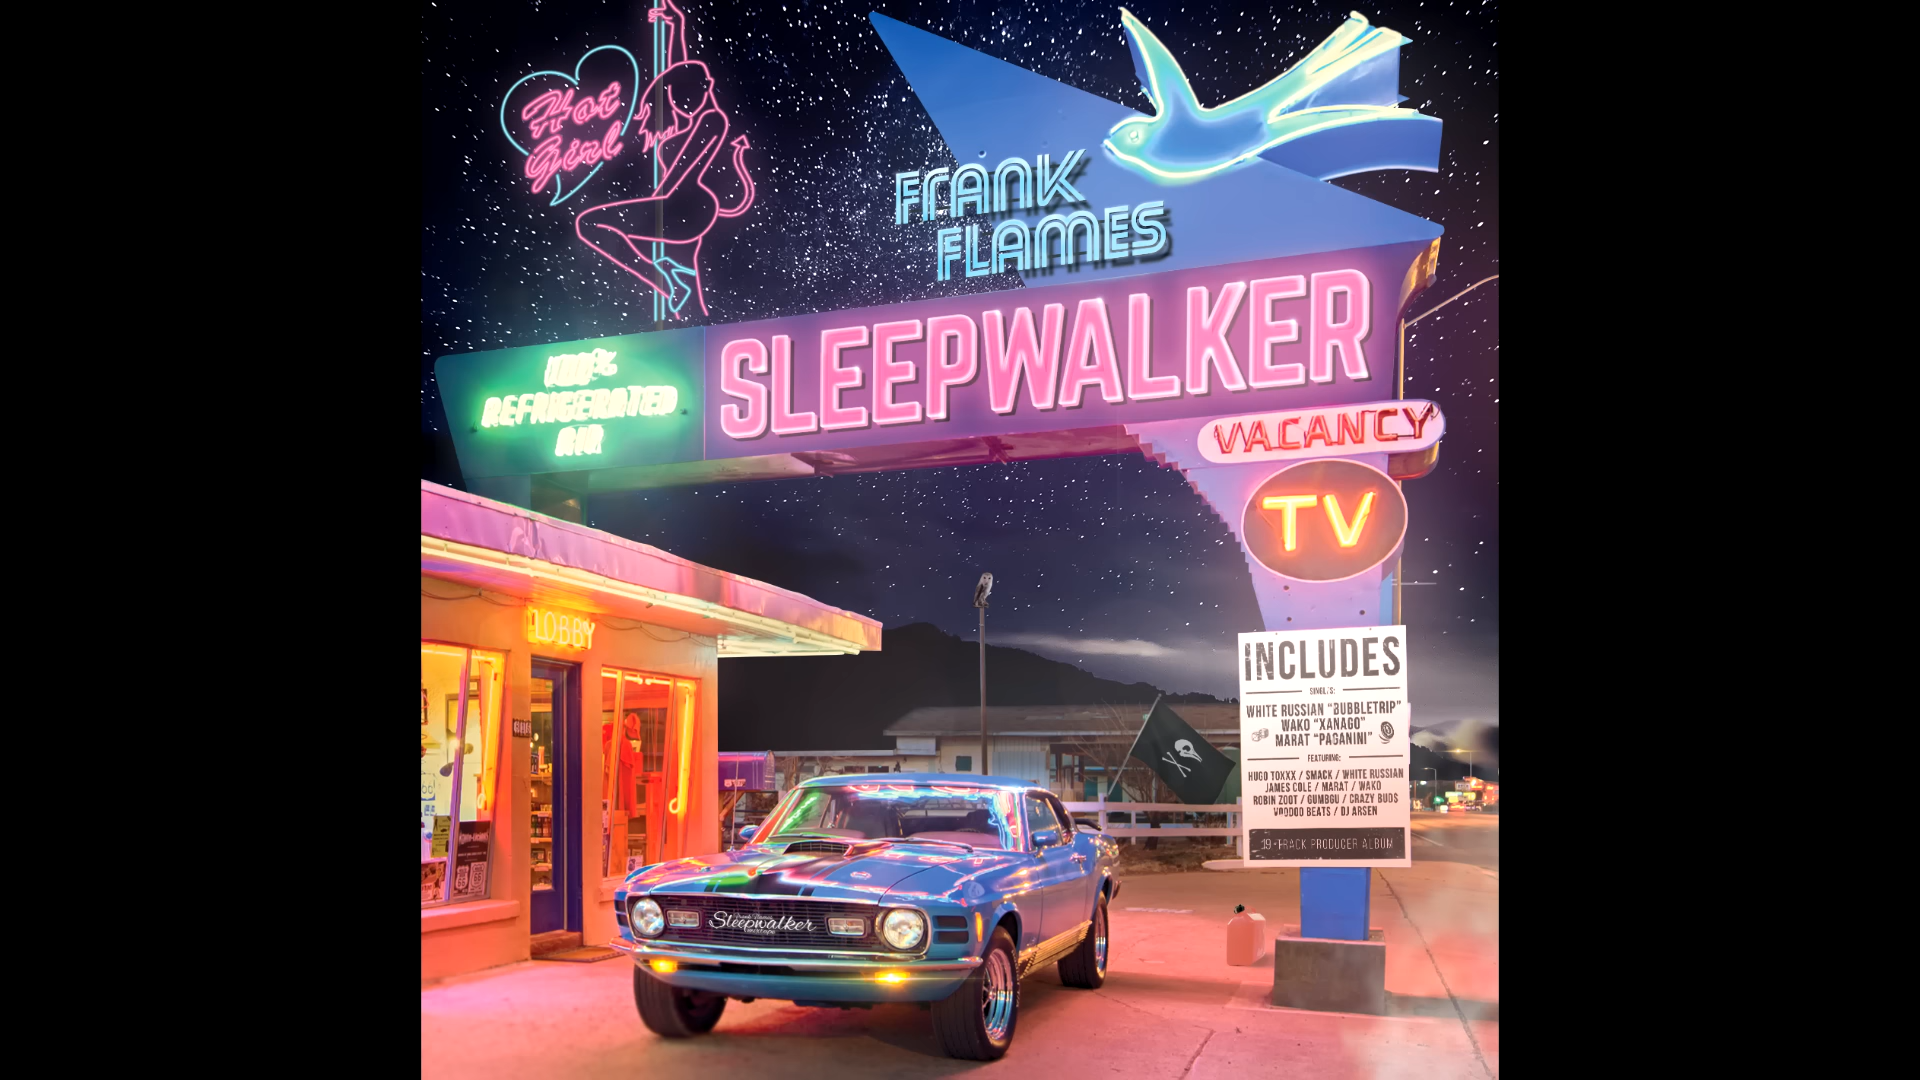 Hot
Girl
FRANK
FLAMES
SLEEPWALKER
100%
REFRIGERATED
AIR
VACANCY
TV
LOBBY
INCLUDES
WHITE RUSSIAN "BUBBLETRIP"
WAKO "XANAGO"
MARAT "PAGANINI"
FEATURING:
HUGO TOXXX / SMACK / WHITE RUSSIAN
JAMES COLE / MARAT / WAKO
ROBIN ZOOT / GUMBGU / CRAZY BUDS
VOODOO BEATS / DJ ARSEN
19-TRACK PRODUCER ALBUM
Sleepwalker
mixtape